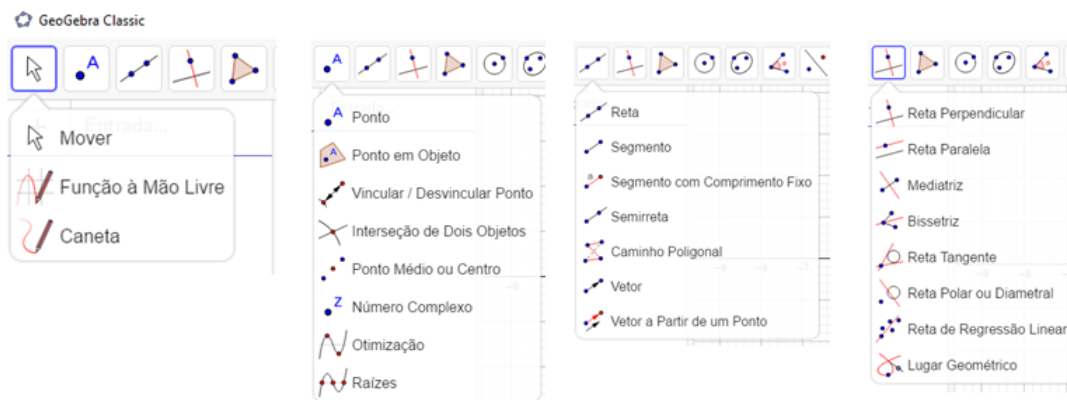 GeoGebra Classic
A
Entrada...
Mover
Função à Mão Livre
Caneta
A
Ponto
A
Ponto em Objeto
Vincular / Desvincular Ponto
Interseção de Dois Objetos
Ponto Médio ou Centro
Z
Número Complexo
Otimização
Raízes
-9
Reta
Segmento
a
Segmento com Comprimento Fixo
Semirreta
Caminho Poligonal
Vetor
Vetor a Partir de um Ponto
Reta Perpendicular
Reta Paralela
Mediatriz
Bissetriz
Reta Tangente
Reta Polar ou Diametral
Reta de Regressão Linear
Lugar Geométrico